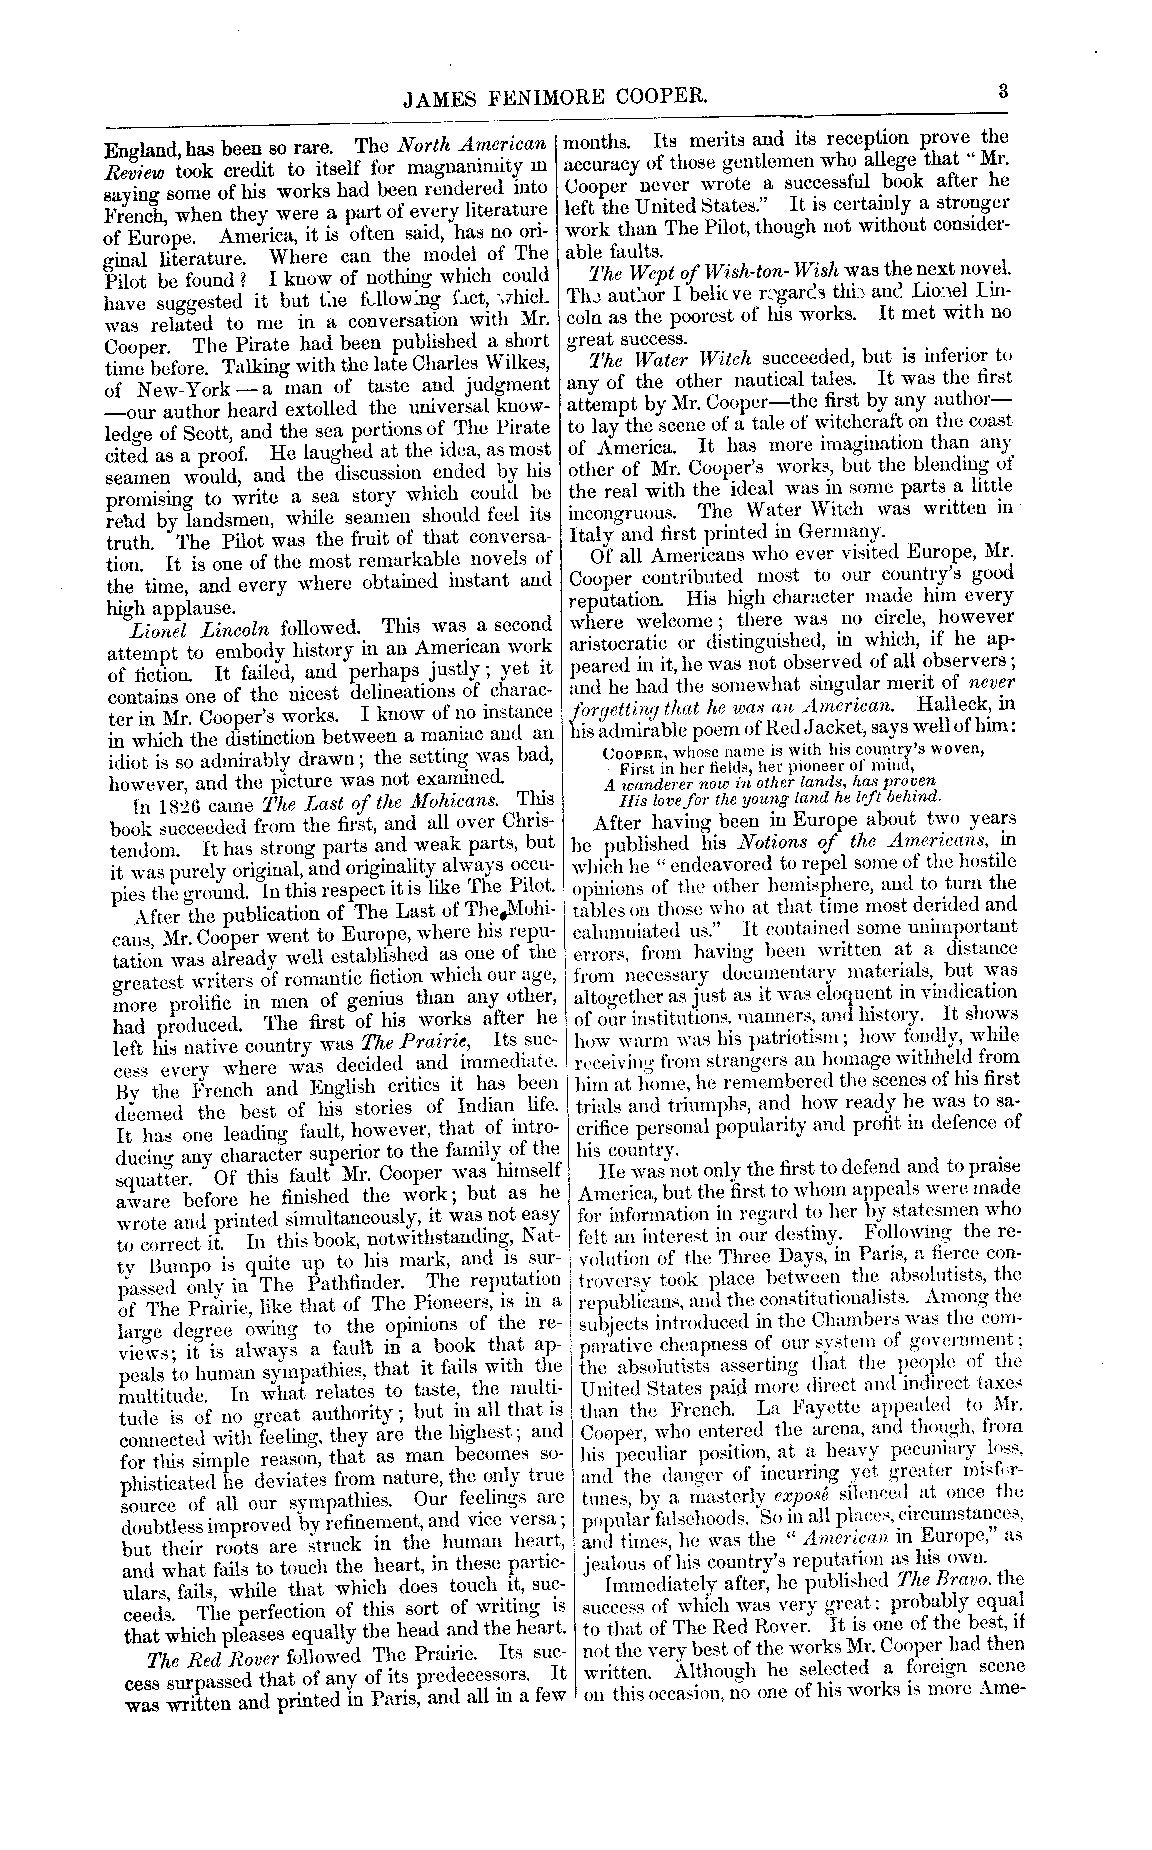 JAMES FENIMORE COOPER.
3
England, has been so rare. The North American
Review took credit to itself for magnanimity in
saying some of his works had been rendered into
French, when they were a part of every literature
of Europe. America, it is often said, has no ori-
ginal literature. Where can the model of The
Pilot be found? I know of nothing which could
have suggested it but the following fact, which
was related to me in a conversation with Mr.
Cooper. The Pirate had been published a short
time before. Talking with the late Charles Wilkes,
of New-York—a man of taste and judgment
—our author heard extolled the universal know-
ledge of Scott, and the sea portions of The Pirate
cited as a proof. He laughed at the idea, as most
seamen would, and the discussion ended by his
promising to write a sea story which could be
read by landsmen, while seamen should feel its
truth. The Pilot was the fruit of that conversa-
tion. It is one of the most remarkable novels of
the time, and every where obtained instant and
high applause.
Lionel Lincoln followed. This was a second
attempt to embody history in an American work
of fiction. It failed, and perhaps justly; yet it
contains one of the nicest delineations of charac-
ter in Mr. Cooper's works. I know of no instance
in which the distinction between a maniac and an
idiot is so admirably drawn; the setting was bad,
however, and the picture was not examined.
In 1826 came The Last of the Mohicans. This
book succeeded from the first, and all over Chris-
tendom. It has strong parts and weak parts, but
it was purely original, and originality always occu-
pies the ground. In this respect it is like The Pilot.
After the publication of The Last of The Mohi-
cans, Mr. Cooper went to Europe, where his repu-
tation was already well established as one of the
greatest writers of romantic fiction which our age,
more prolific in men of genius than any other,
had produced. The first of his works after he
left his native country was The Prairie, Its suc-
cess every where was decided and immediate.
By the French and English critics it has been
deemed the best of his stories of Indian life.
It has one leading fault, however, that of intro-
ducing any character superior to the family of the
squatter. Of this fault Mr. Cooper was himself
aware before he finished the work; but as he
wrote and printed simultaneously, it was not easy
to correct it. In this book, notwithstanding, Nat-
ty Bumpo is quite up to his mark, and is sur-
passed only in The Pathfinder. The reputation
of The Prairie, like that of The Pioneers, is in a
large degree owing to the opinions of the re-
views; it is always a fault in a book that ap-
peals to human sympathies, that it fails with the
multitude. In what relates to taste, the multi-
tude is of no great authority; but in all that is
connected with feeling, they are the highest; and
for this simple reason, that as man becomes so-
phisticated he deviates from nature, the only true
source of all our sympathies. Our feelings are
doubtless improved by refinement, and vice versa;
but their roots are struck in the human heart,
and what fails to touch the heart, in these partic-
ulars, fails, while that which does touch it, suc-
ceeds. The perfection of this sort of writing is
that which pleases equally the head and the heart.
The Red Rover followed The Prairie. Its suc-
cess surpassed that of any of its predecessors. It
was written and printed in Paris, and all in a few
months. Its merits and its reception prove the
accuracy of those gentlemen who allege that "Mr.
Cooper never wrote a successful book after he
left the United States." It is certainly a stronger
work than The Pilot, though not without consider-
able faults.
The Wept of Wish-ton-Wish was the next novel.
The author I believe regards this and Lionel Lin-
coln as the poorest of his works. It met with no
great success.
The Water Witch succeeded, but is inferior to
any of the other nautical tales. It was the first
attempt by Mr. Cooper—the first by any author—
to lay the scene of a tale of witchcraft on the coast
of America. It has more imagination than any
other of Mr. Cooper's works, but the blending of
the real with the ideal was in some parts a little
incongruous. The Water Witch was written in
Italy and first printed in Germany.
Of all Americans who ever visited Europe, Mr.
Cooper contributed most to our country's good
reputation. His high character made him every
where welcome; there was no circle, however
aristocratic or distinguished, in which, if he ap-
peared in it, he was not observed of all observers;
and he had the somewhat singular merit of never
forgetting that he was an American. Halleck, in
his admirable poem of Red Jacket, says well of him:
COOPER, whose name is with his country's woven,
First in her fields, her pioneer of mind,
A wanderer now in other lands, has proven
His love for the young land he left behind.
After having been in Europe about two years
he published his Notions of the Americans, in
which he "endeavored to repel some of the hostile
opinions of the other hemisphere, and to turn the
tables on those who at that time most derided and
calumniated us." It contained some unimportant
errors, from having been written at a distance
from necessary documentary materials, but was
altogether as just as it was eloquent in vindication
of our institutions, manners, and history. It shows
how warm was his patriotism; how fondly, while
receiving from strangers an homage withheld from
him at home, he remembered the scenes of his first
trials and triumphs, and how ready he was to sa-
crifice personal popularity and profit in defence of
his country.
He was not only the first to defend and to praise
America, but the first to whom appeals were made
for information in regard to her by statesmen who
felt an interest in our destiny. Following the re-
volution of the Three Days, in Paris, a fierce con-
troversy took place between the absolutists, the
republicans, and the constitutionalists. Among the
subjects introduced in the Chambers was the com-
parative cheapness of our system of government;
the absolutists asserting that the people of the
United States paid more direct and indirect taxes
than the French. La Fayette appealed to Mr.
Cooper, who entered the arena, and though, from
his peculiar position, at a heavy pecuniary loss,
and the danger of incurring yet greater misfor-
tunes, by a masterly exposé silenced at once the
popular falsehoods. So in all places, circumstances,
and times, he was the "American in Europe," as
jealous of his country's reputation as his own.
Immediately after, he published The Bravo, the
success of which was very great: probably equal
to that of The Red Rover. It is one of the best, if
not the very best of the works Mr. Cooper had then
written. Although he selected a foreign scene
on this occasion, no one of his works is more Ame-